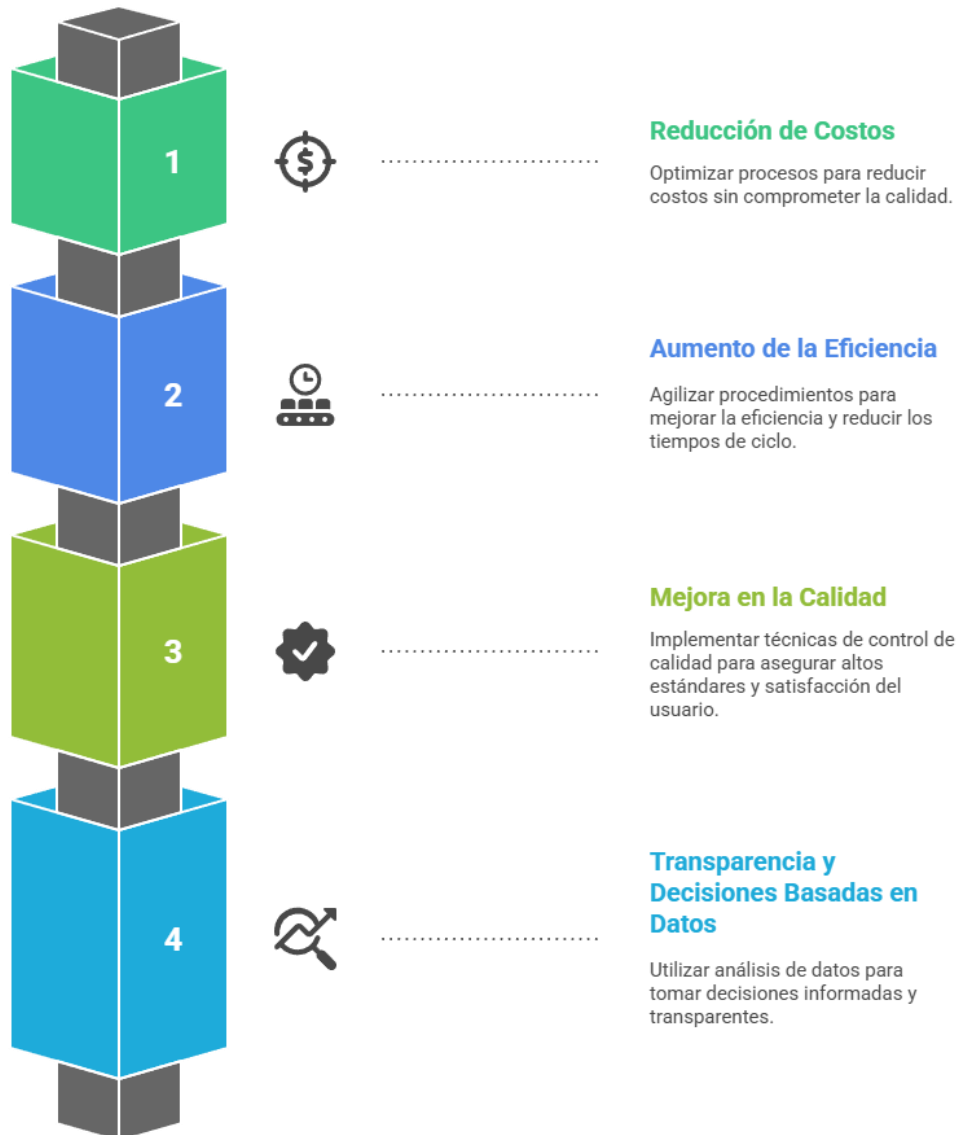 1
$
Reducción de Costos
Optimizar procesos para reducir
costos sin comprometer la calidad.
2
Aumento de la Eficiencia
Agilizar procedimientos para
mejorar la eficiencia y reducir los
tiempos de ciclo.
3
Mejora en la Calidad
Implementar técnicas de control de
calidad para asegurar altos
estándares y satisfacción del
usuario.
4
Transparencia y
Decisiones Basadas en
Datos
Utilizar análisis de datos para
tomar decisiones informadas y
transparentes.